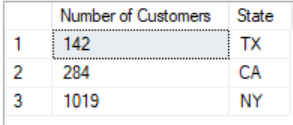 Number of Customers State
1 142 TX
2 284 CA
3 1019 NY